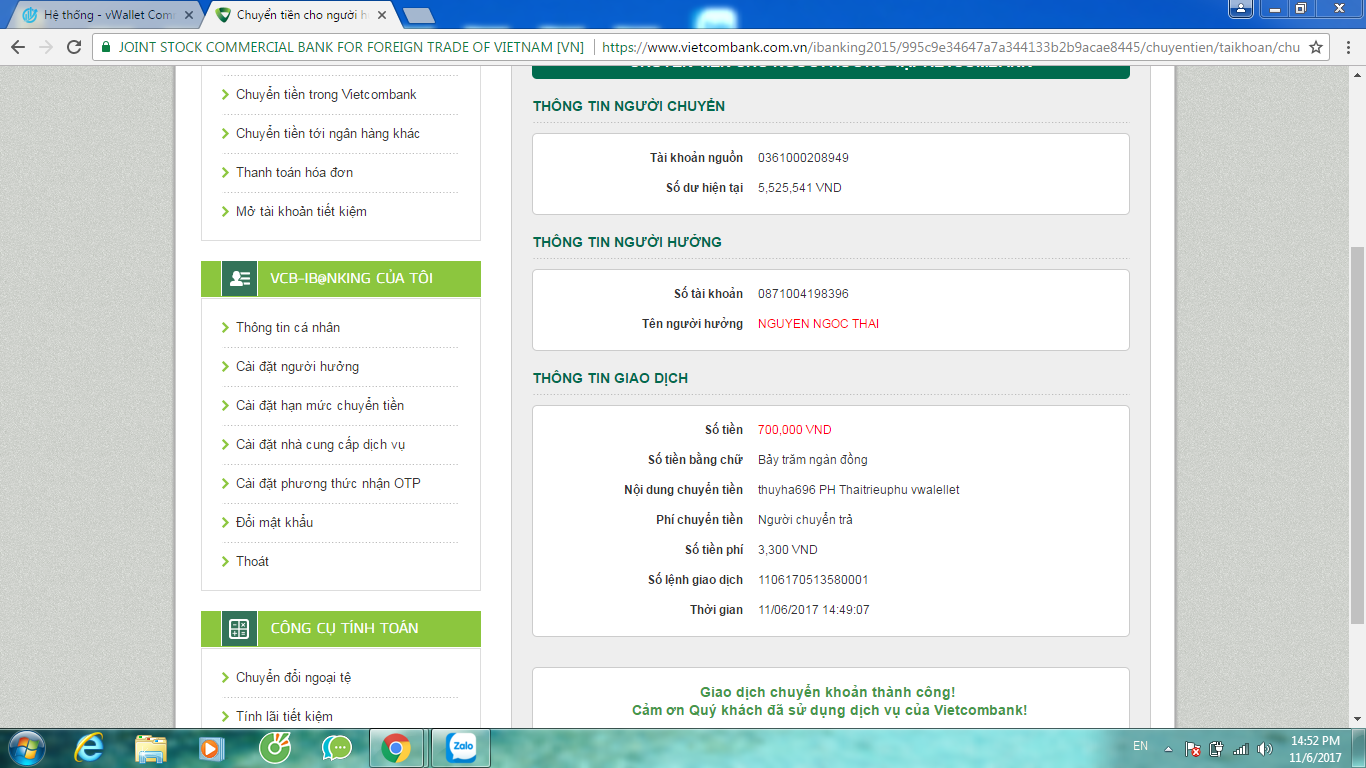 Hệ thống - vWallet Com
Chuyển tiền cho người h
JOINT STOCK COMMERCIAL BANK FOR FOREIGN TRADE OF VIETNAM [VN]
https://www.vietcombank.com.vn/ibanking2015/995c9e34647a7a344133b2b9acae8445/chuyentien/taikhoan/chu
Chuyển tiền trong Vietcombank
Chuyển tiền tới ngân hàng khác
Thanh toán hóa đơn
Mở tài khoản tiết kiệm
VCB-IB@NKING CỦA TÔI
Thông tin cá nhân
Cài đặt người hưởng
Cài đặt hạn mức chuyển tiền
Cài đặt nhà cung cấp dịch vụ
Cài đặt phương thức nhận OTP
Đổi mật khẩu
Thoát
CÔNG CỤ TÍNH TOÁN
Chuyển đổi ngoại tệ
Tính lãi tiết kiệm
THÔNG TIN NGƯỜI CHUYỂN
Tài khoản nguồn 0361000208949
Số dư hiện tại 5,525,541 VND
THÔNG TIN NGƯỜI HƯỞNG
Số tài khoản 0871004198396
Tên người hưởng NGUYEN NGOC THAI
THÔNG TIN GIAO DỊCH
Số tiền 700,000 VND
Số tiền bằng chữ Bảy trăm ngàn đồng
Nội dung chuyển tiền thuyha696 PH Thaitrieuphu vwalellet
Phí chuyển tiền Người chuyển trả
Số tiền phí 3,300 VND
Số lệnh giao dịch 1106170513580001
Thời gian 11/06/2017 14:49:07
Giao dịch chuyển khoản thành công!
Cảm ơn Quý khách đã sử dụng dịch vụ của Vietcombank!
Zalo
EN
14:52 PM
11/6/2017